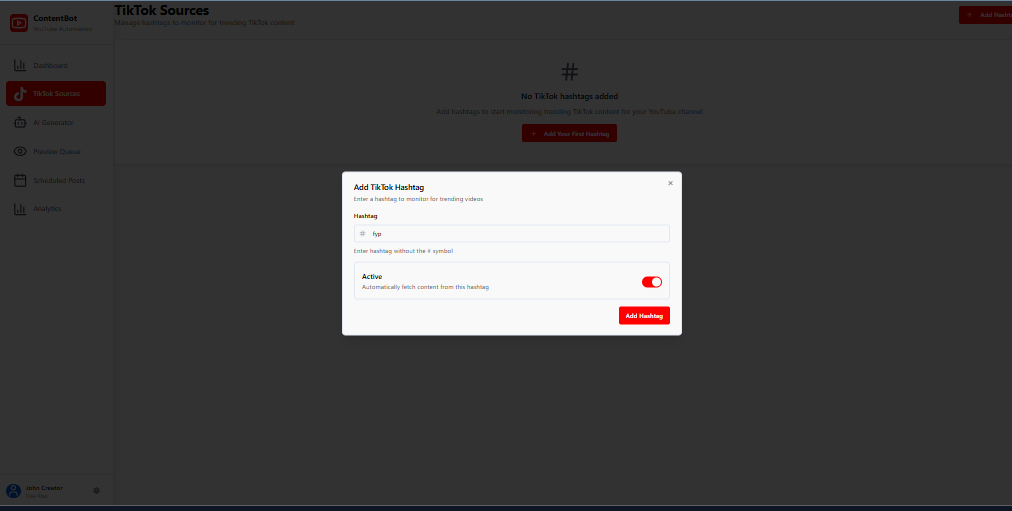 ContentBot
YouTube Automation
Dashboard
TikTok Sources
AI Generator
Preview Queue
Scheduled Posts
Analytics
John Creator
TikTok Sources
Manage hashtags to monitor for trending TikTok content
+ Add Hashta
#
No TikTok hashtags added
Add hashtags to start monitoring trending TikTok content for your YouTube channel
+ Add Your First Hashtag
Add TikTok Hashtag
×
Enter a hashtag to monitor for trending videos
Hashtag
# fyp
Enter hashtag without the # symbol
Active
Automatically fetch content from this hashtag
Add Hashtag